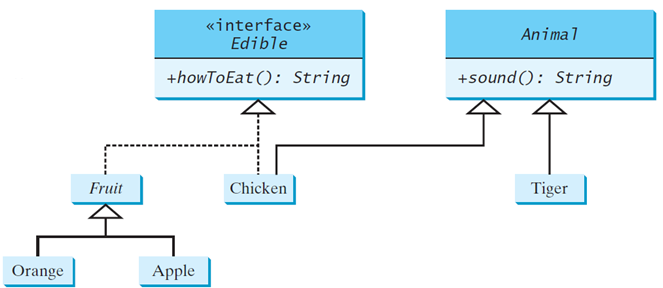 «interface»
Edible
+howToEat(): String
Animal
+sound(): String
Fruit
Chicken
Tiger
Orange
Apple